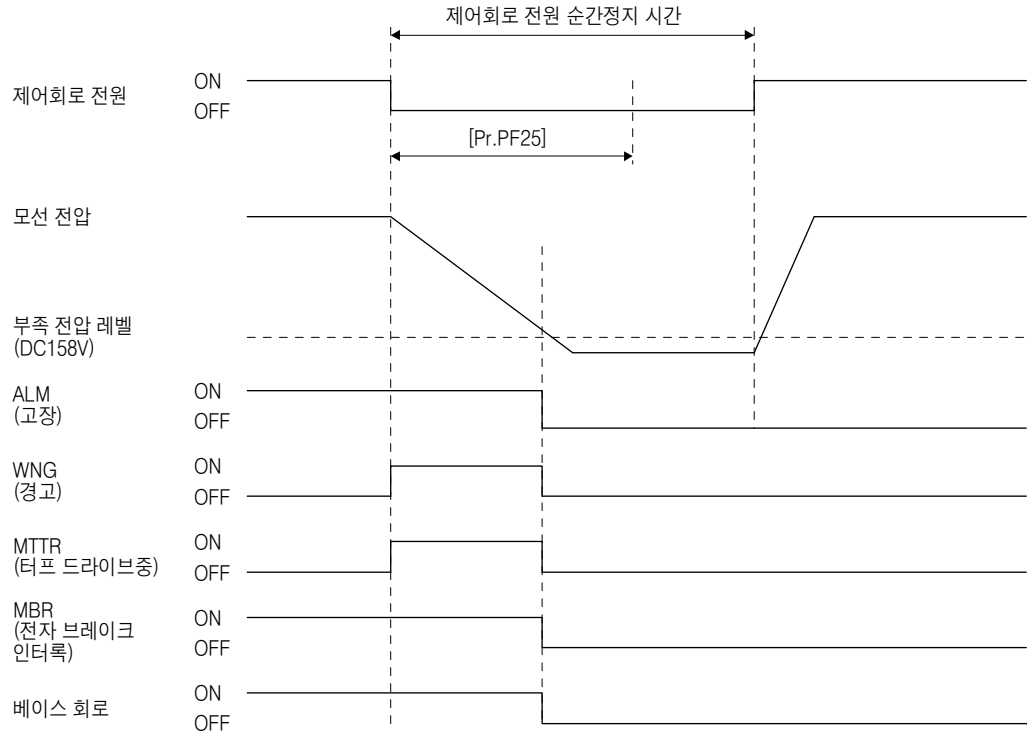 제어회로 전원 순간정지 시간
제어회로 전원
ON
OFF
[Pr.PF25]
모선 전압
부족 전압 레벨
(DC158V)
ALM
(고장)
ON
OFF
WNG
(경고)
ON
OFF
MTTR
(터프 드라이브중)
ON
OFF
MBR
(전자 브레이크
인터록)
ON
OFF
베이스 회로
ON
OFF